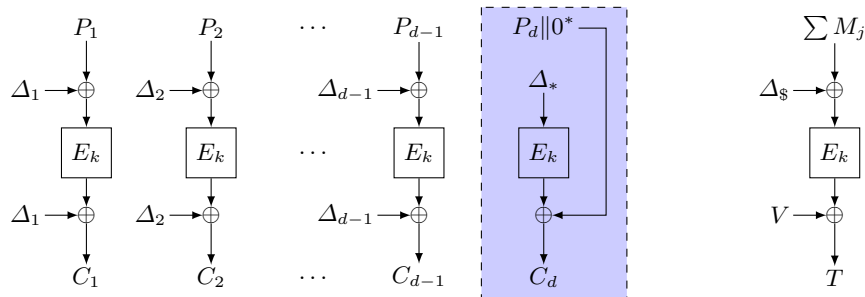 P_1 P_2 ⋯ P_{d−1} P_d‖0^* ∑ M_j
Δ_1 Δ_2 Δ_{d−1} Δ_* Δ_$
E_k E_k ⋯ E_k E_k E_k
Δ_1 Δ_2 Δ_{d−1} V
C_1 C_2 ⋯ C_{d−1} C_d T